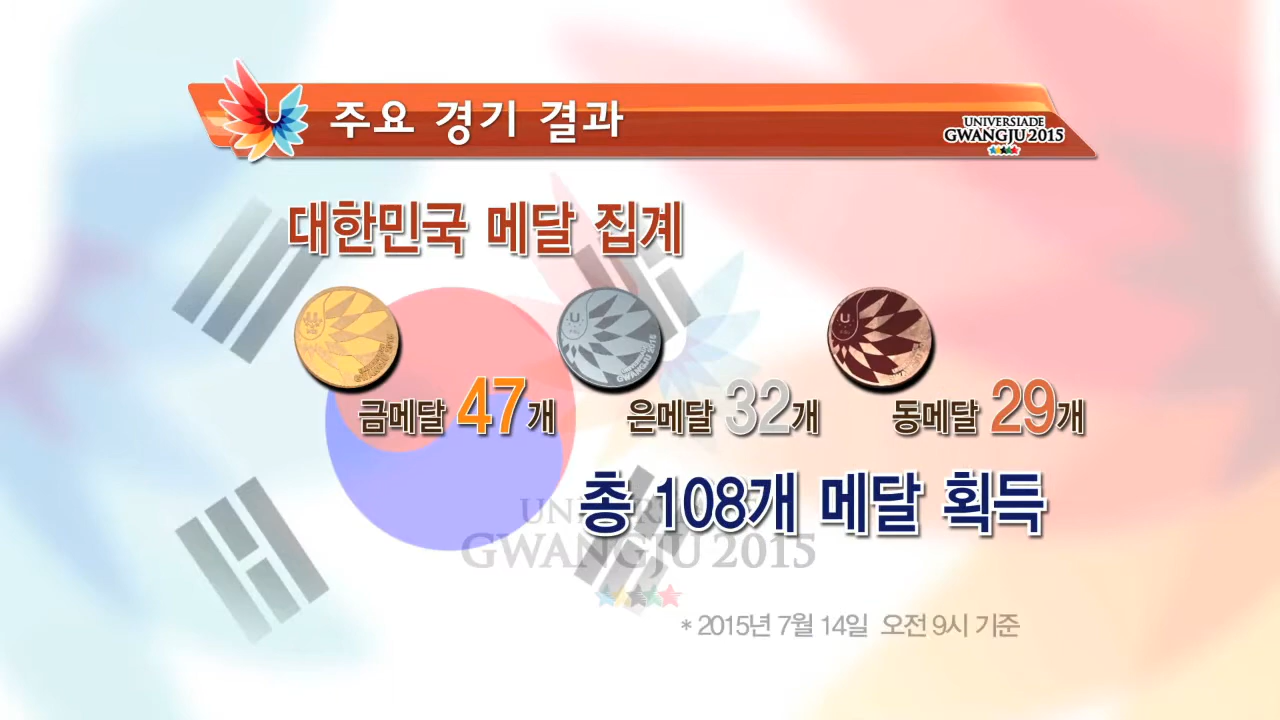 주요 경기 결과
UNIVERSIADE
GWANGJU 2015
대한민국 메달 집계
금메달 47개
은메달 32개
동메달 29개
총 108개 메달 획득
UNIVERSIADE
GWANGJU 2015
* 2015년 7월 14일 오전 9시 기준